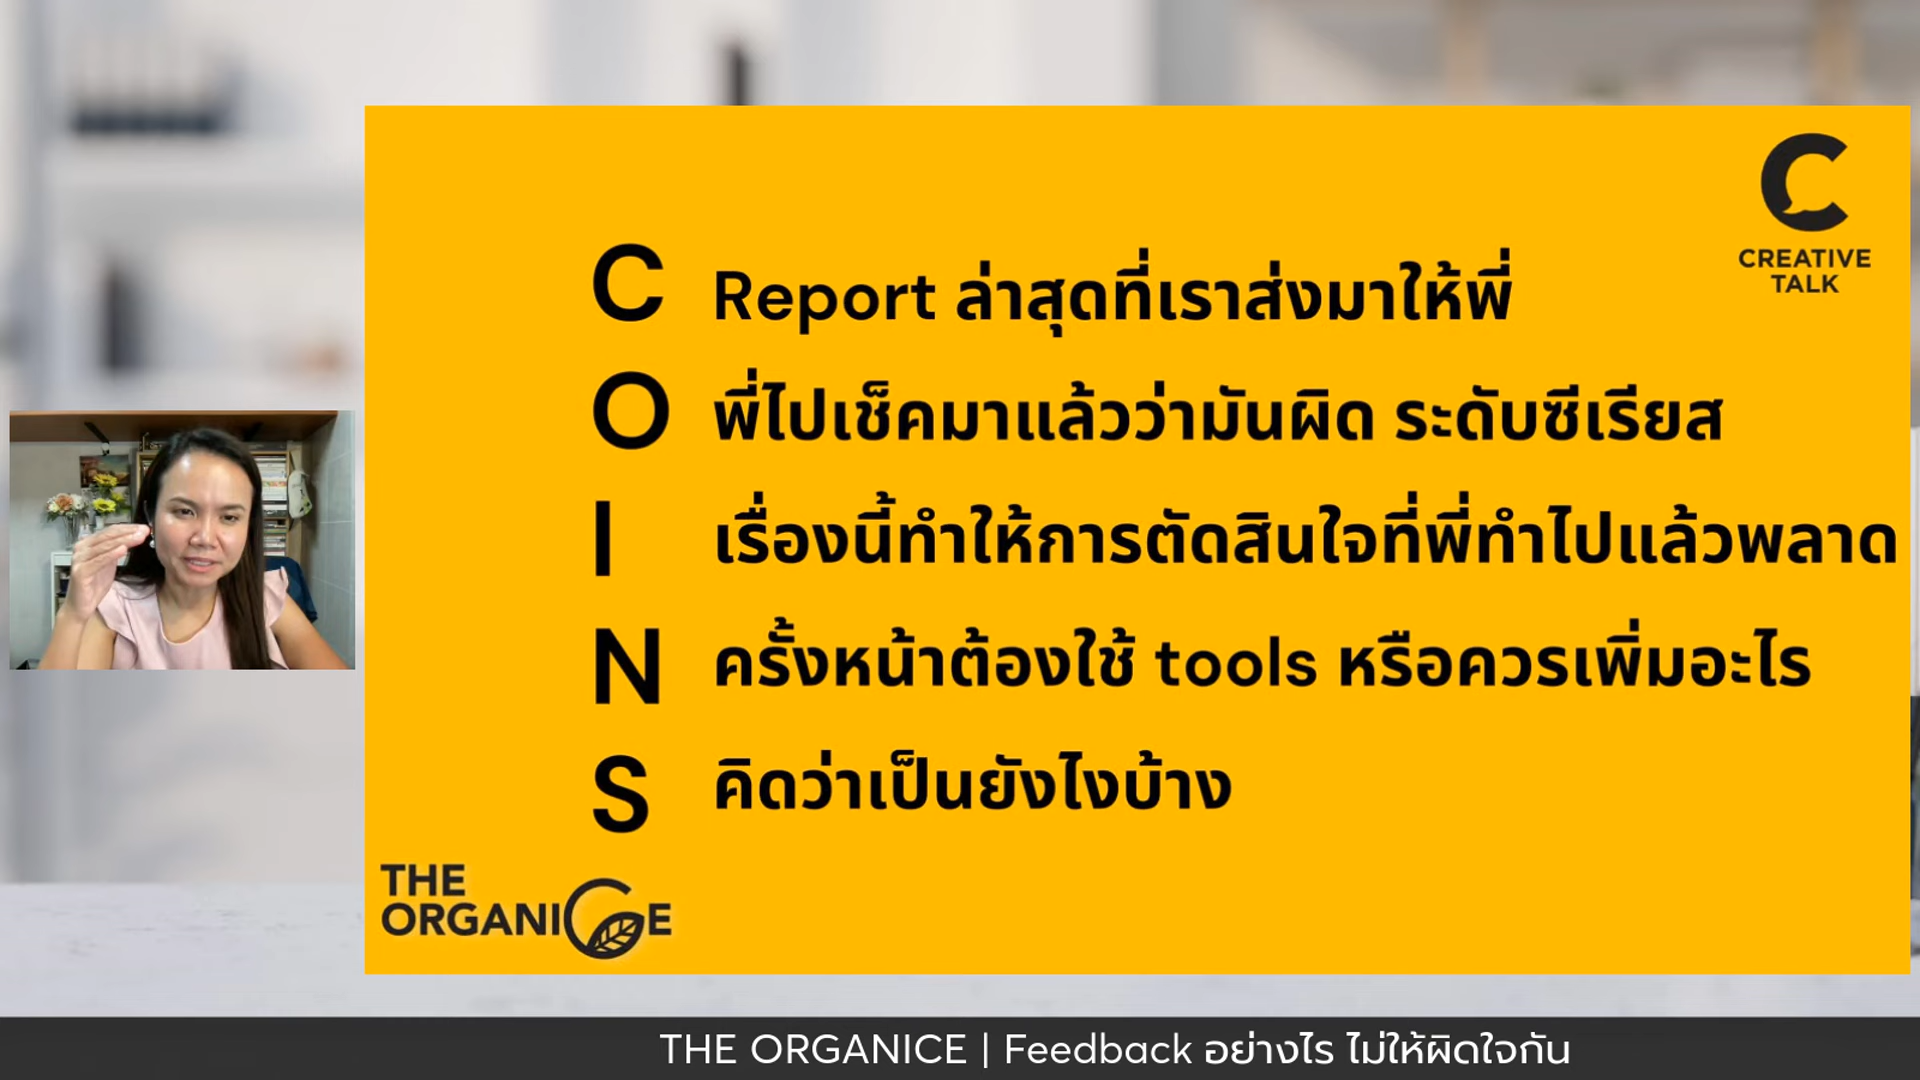 CREATIVE
TALK
C Report ล่าสุดที่เราส่งมาให้พี่
O พี่ไปเช็คมาแล้วว่ามันผิด ระดับซีเรียส
I เรื่องนี้ทำให้การตัดสินใจที่พี่ทำไปแล้วพลาด
N ครั้งหน้าต้องใช้ tools หรือควรเพิ่มอะไร
S คิดว่าเป็นยังไงบ้าง
THE
ORGANICE
THE ORGANICE | Feedback อย่างไร ไม่ให้ผิดใจกัน